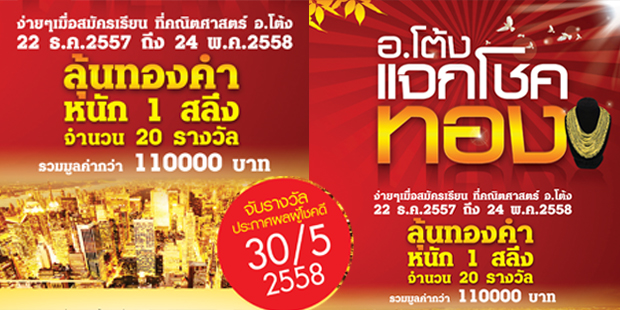 ง่ายๆเมื่อสมัครเรียน ที่คณิตศาสตร์ อ.โต้ง
22 ธ.ค.2557 ถึง 24 พ.ค.2558
ลุ้นทองคำ
หนัก 1 สลึง
จำนวน 20 รางวัล
รวมมูลค่ากว่า 110000 บาท
จับรางวัล
ประกาศผลผู้โชคดี
30/5
2558
อ.โต้ง
แจกโชค
ทอง
ง่ายๆเมื่อสมัครเรียน ที่คณิตศาสตร์ อ.โต้ง
22 ธ.ค.2557 ถึง 24 พ.ค.2558
ลุ้นทองคำ
หนัก 1 สลึง
จำนวน 20 รางวัล
รวมมูลค่ากว่า 110000 บาท